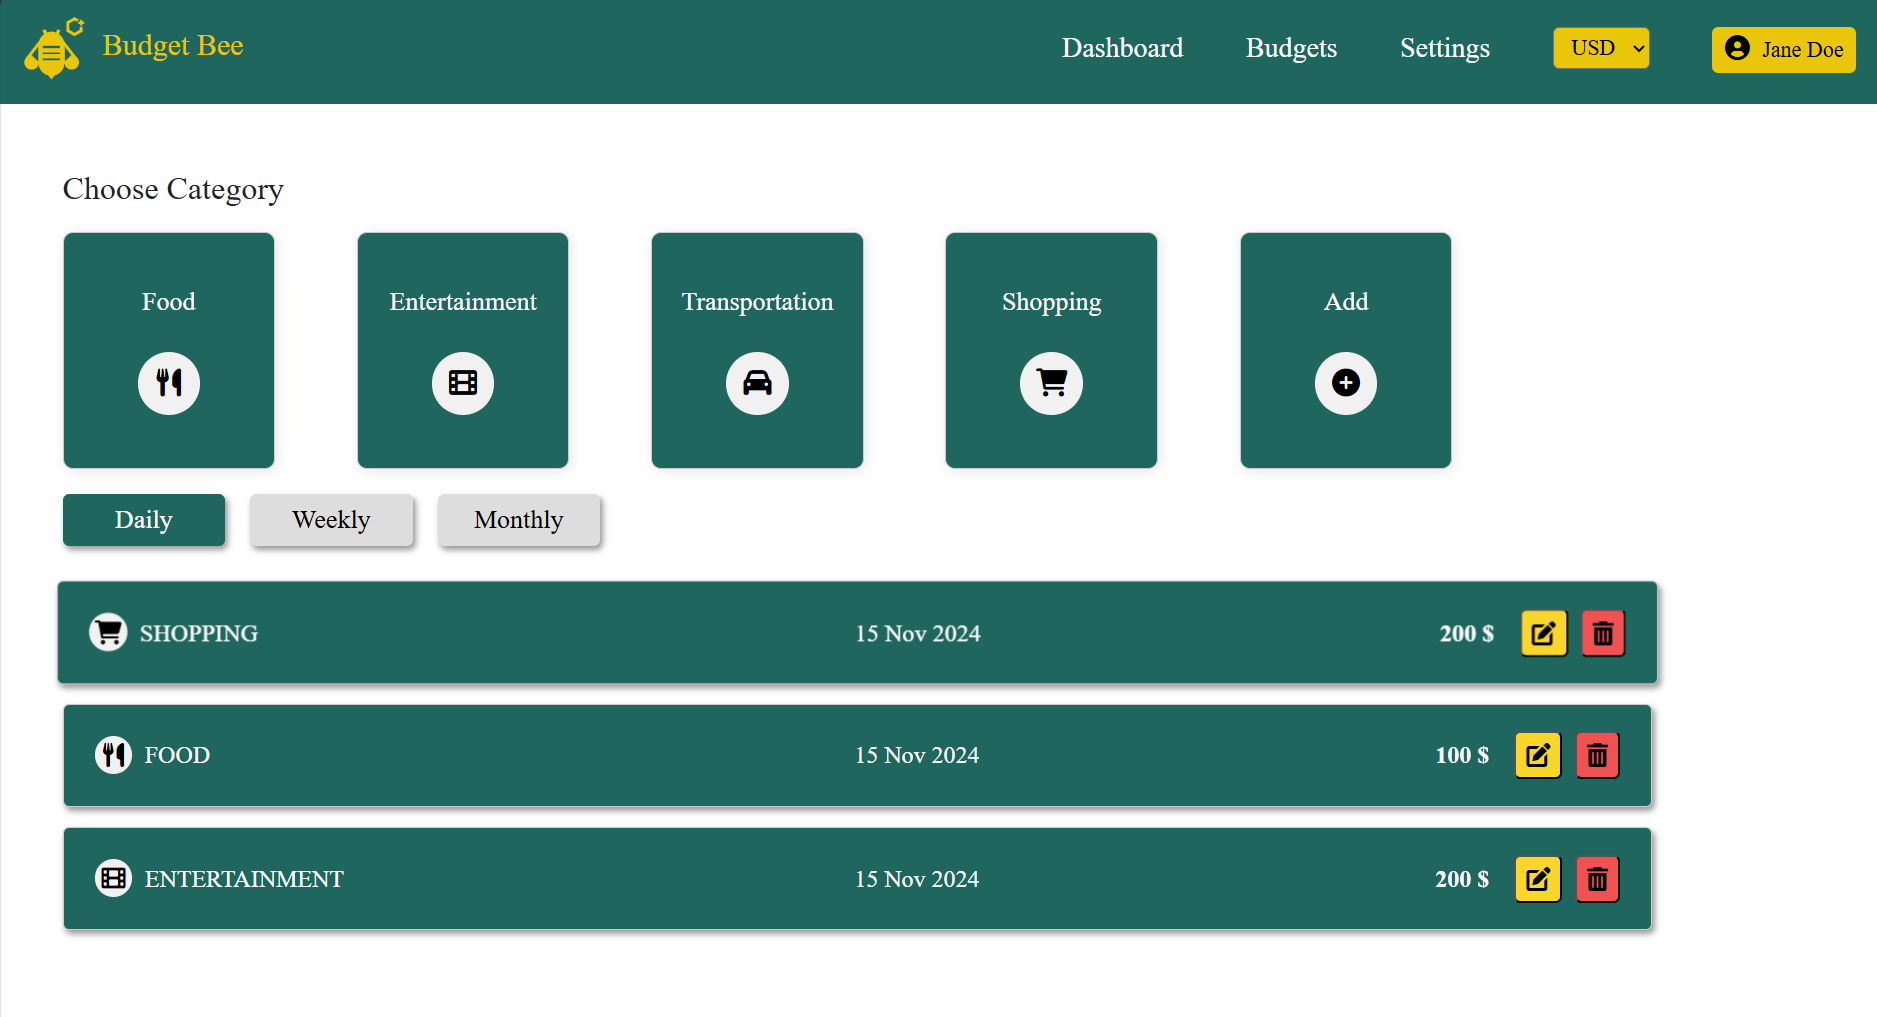 Budget Bee
Dashboard
Budgets
Settings
USD
Jane Doe
Choose Category
Food
Entertainment
Transportation
Shopping
Add
Daily
Weekly
Monthly
SHOPPING 15 Nov 2024 200 $
FOOD 15 Nov 2024 100 $
ENTERTAINMENT 15 Nov 2024 200 $